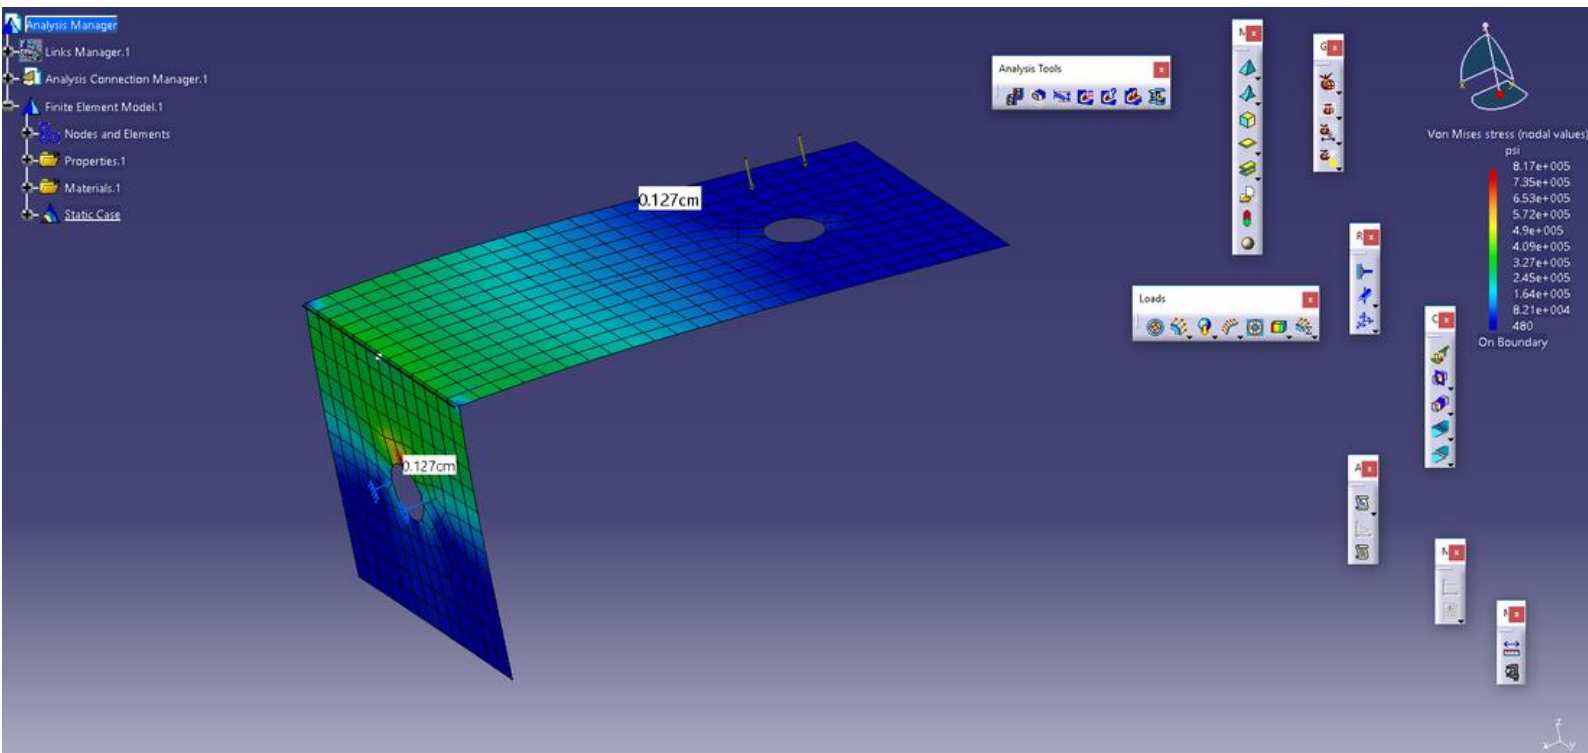 Analysis Manager
Links Manager.1
Analysis Connection Manager.1
Finite Element Model.1
Nodes and Elements
Properties.1
Materials.1
Static Case
0.127cm
0.127cm
Analysis Tools
Loads
G
R
C
A
Von Mises stress (nodal values)
psi
8.17e+005
7.35e+005
6.53e+005
5.72e+005
4.9e+005
4.09e+005
3.27e+005
2.45e+005
1.64e+005
8.21e+004
480
On Boundary